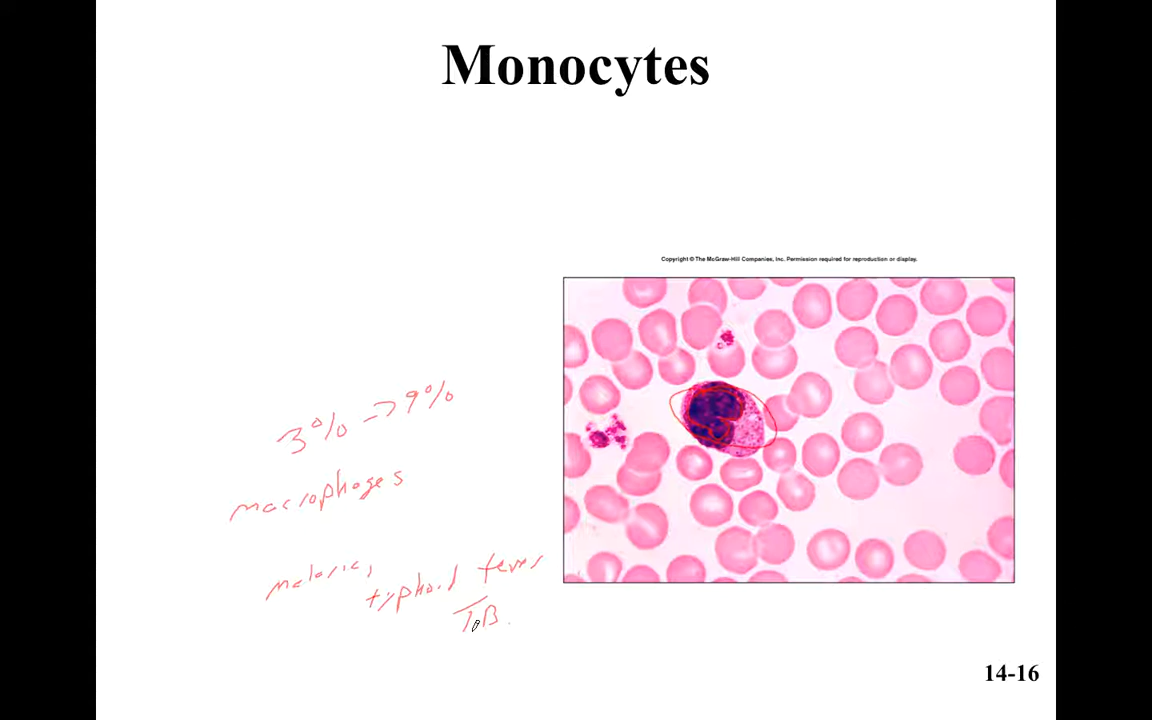 Monocytes
Copyright © The McGraw-Hill Companies, Inc. Permission required for reproduction or display.
3% → 9%
macrophages
malaria, typhoid fever
TB
14-16